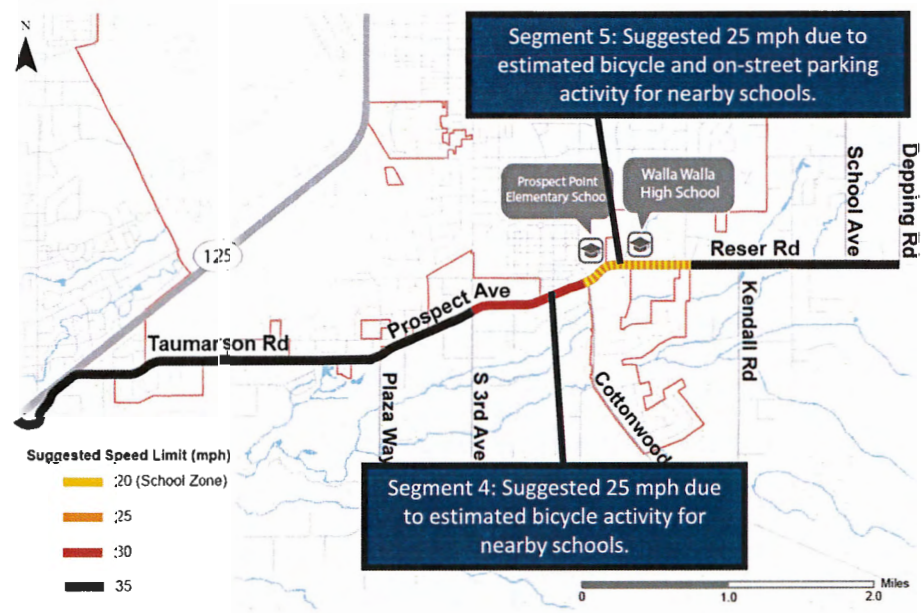 N
Segment 5: Suggested 25 mph due to
estimated bicycle and on-street parking
activity for nearby schools.
Prospect Point
Elementary Schoo
Walla Walla
High School
School Ave
Depping Rd
125
Reser Rd
Prospect Ave
Taumarson Rd
Kendall Rd
Plaza Way
S 3rd Ave
Cottonwood
Suggested Speed Limit (mph)
20 (School Zone)
25
30
35
Segment 4: Suggested 25 mph due
to estimated bicycle activity for
nearby schools.
Miles
0 1.0 2.0